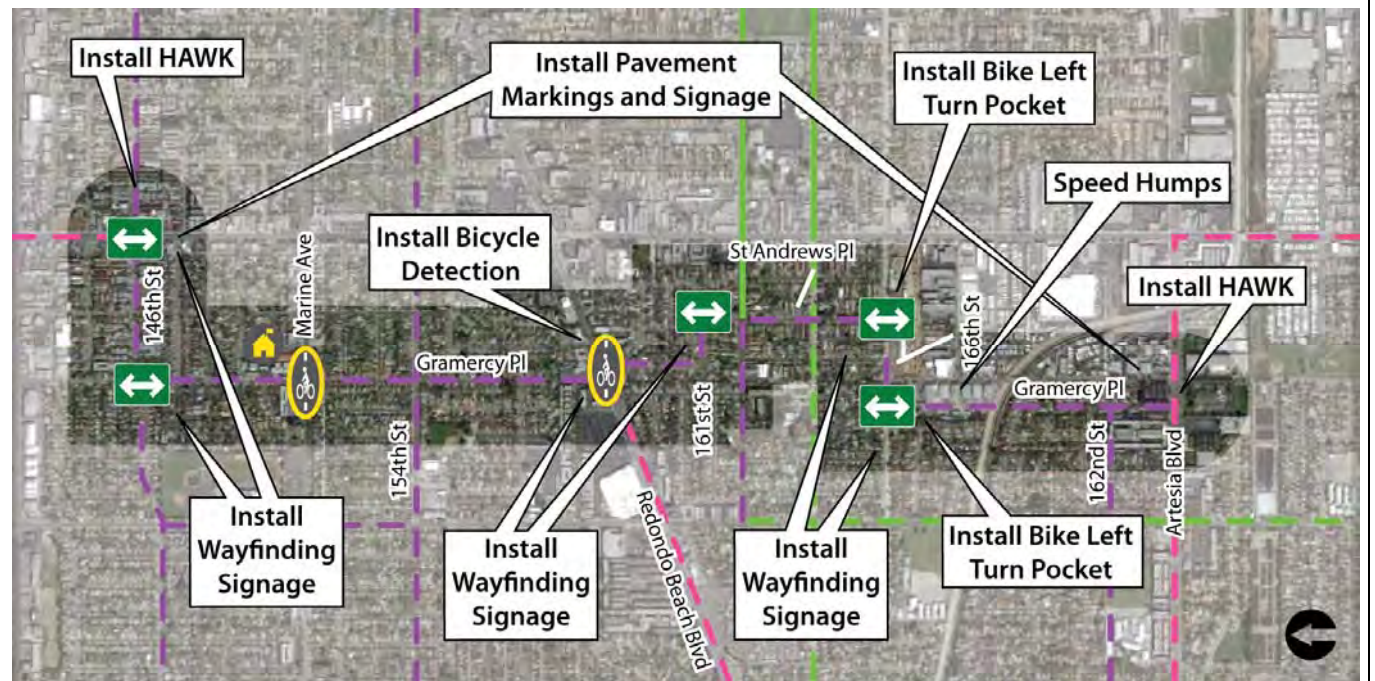 Install HAWK
Install Pavement
Markings and Signage
Install Bike Left
Turn Pocket
Speed Humps
Install Bicycle
Detection
Install HAWK
St Andrews Pl
Marine Ave
146th St
166th St
Gramercy Pl
Gramercy Pl
154th St
161st St
162nd St
Artesia Blvd
Redondo Beach Blvd
Install
Wayfinding
Signage
Install
Wayfinding
Signage
Install
Wayfinding
Signage
Install Bike Left
Turn Pocket